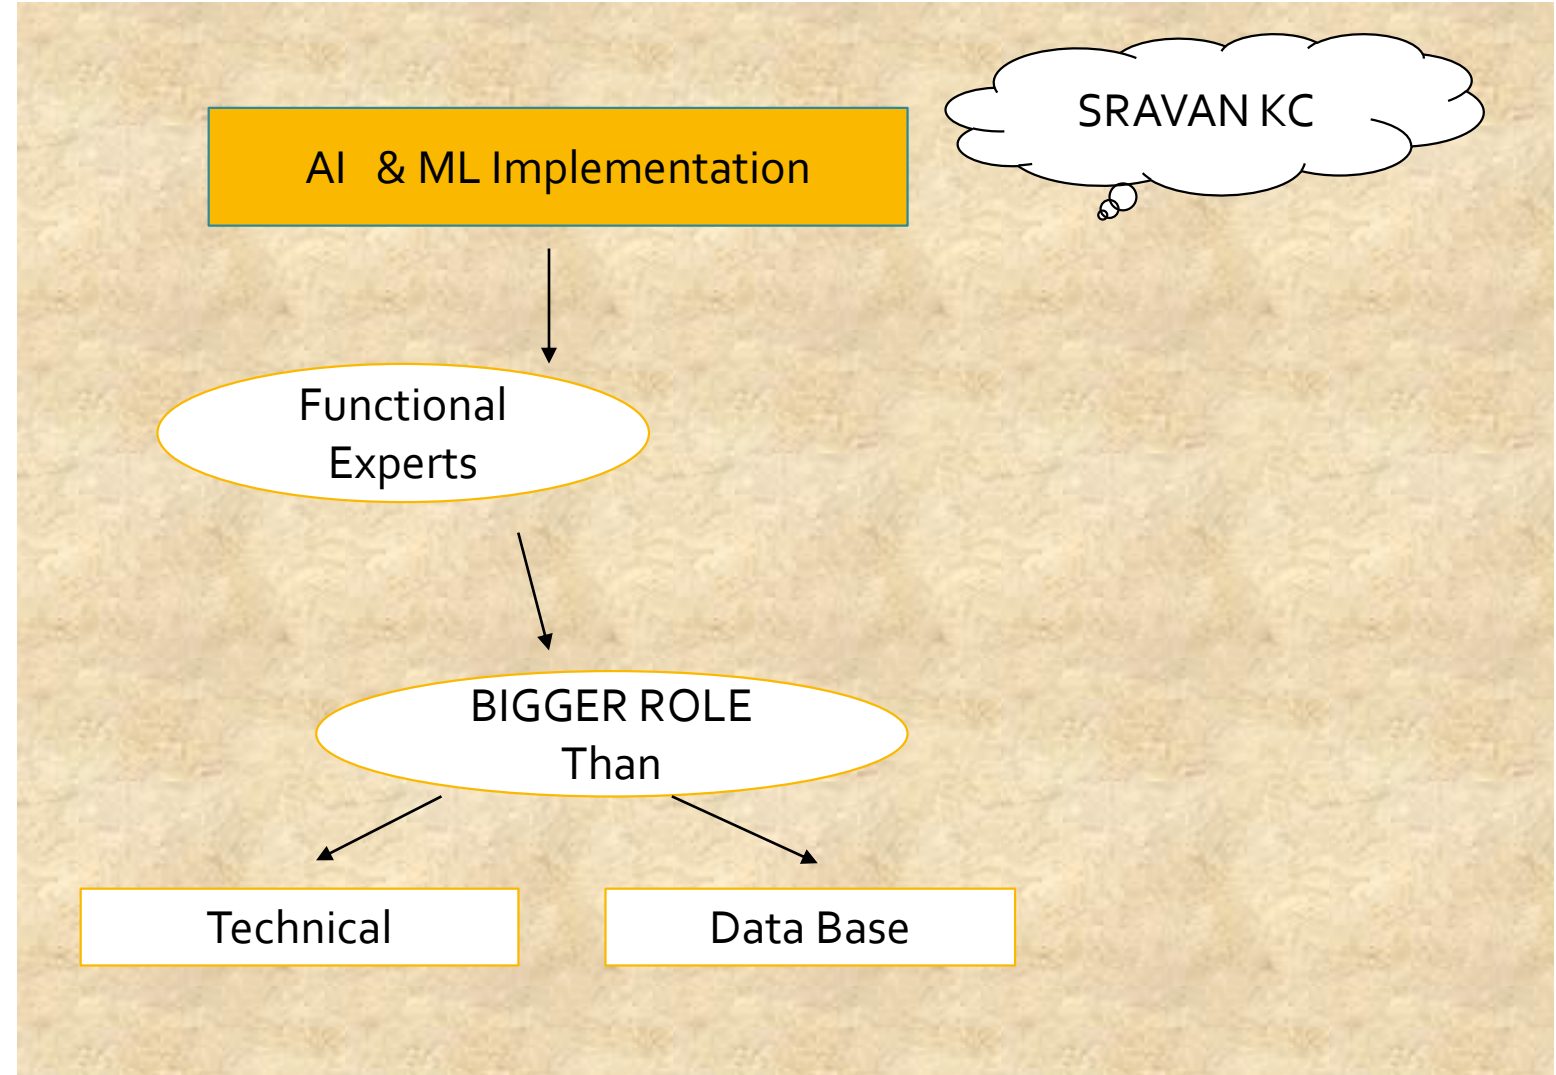 SRAVAN KC
AI & ML Implementation
Functional
Experts
BIGGER ROLE
Than
Technical
Data Base